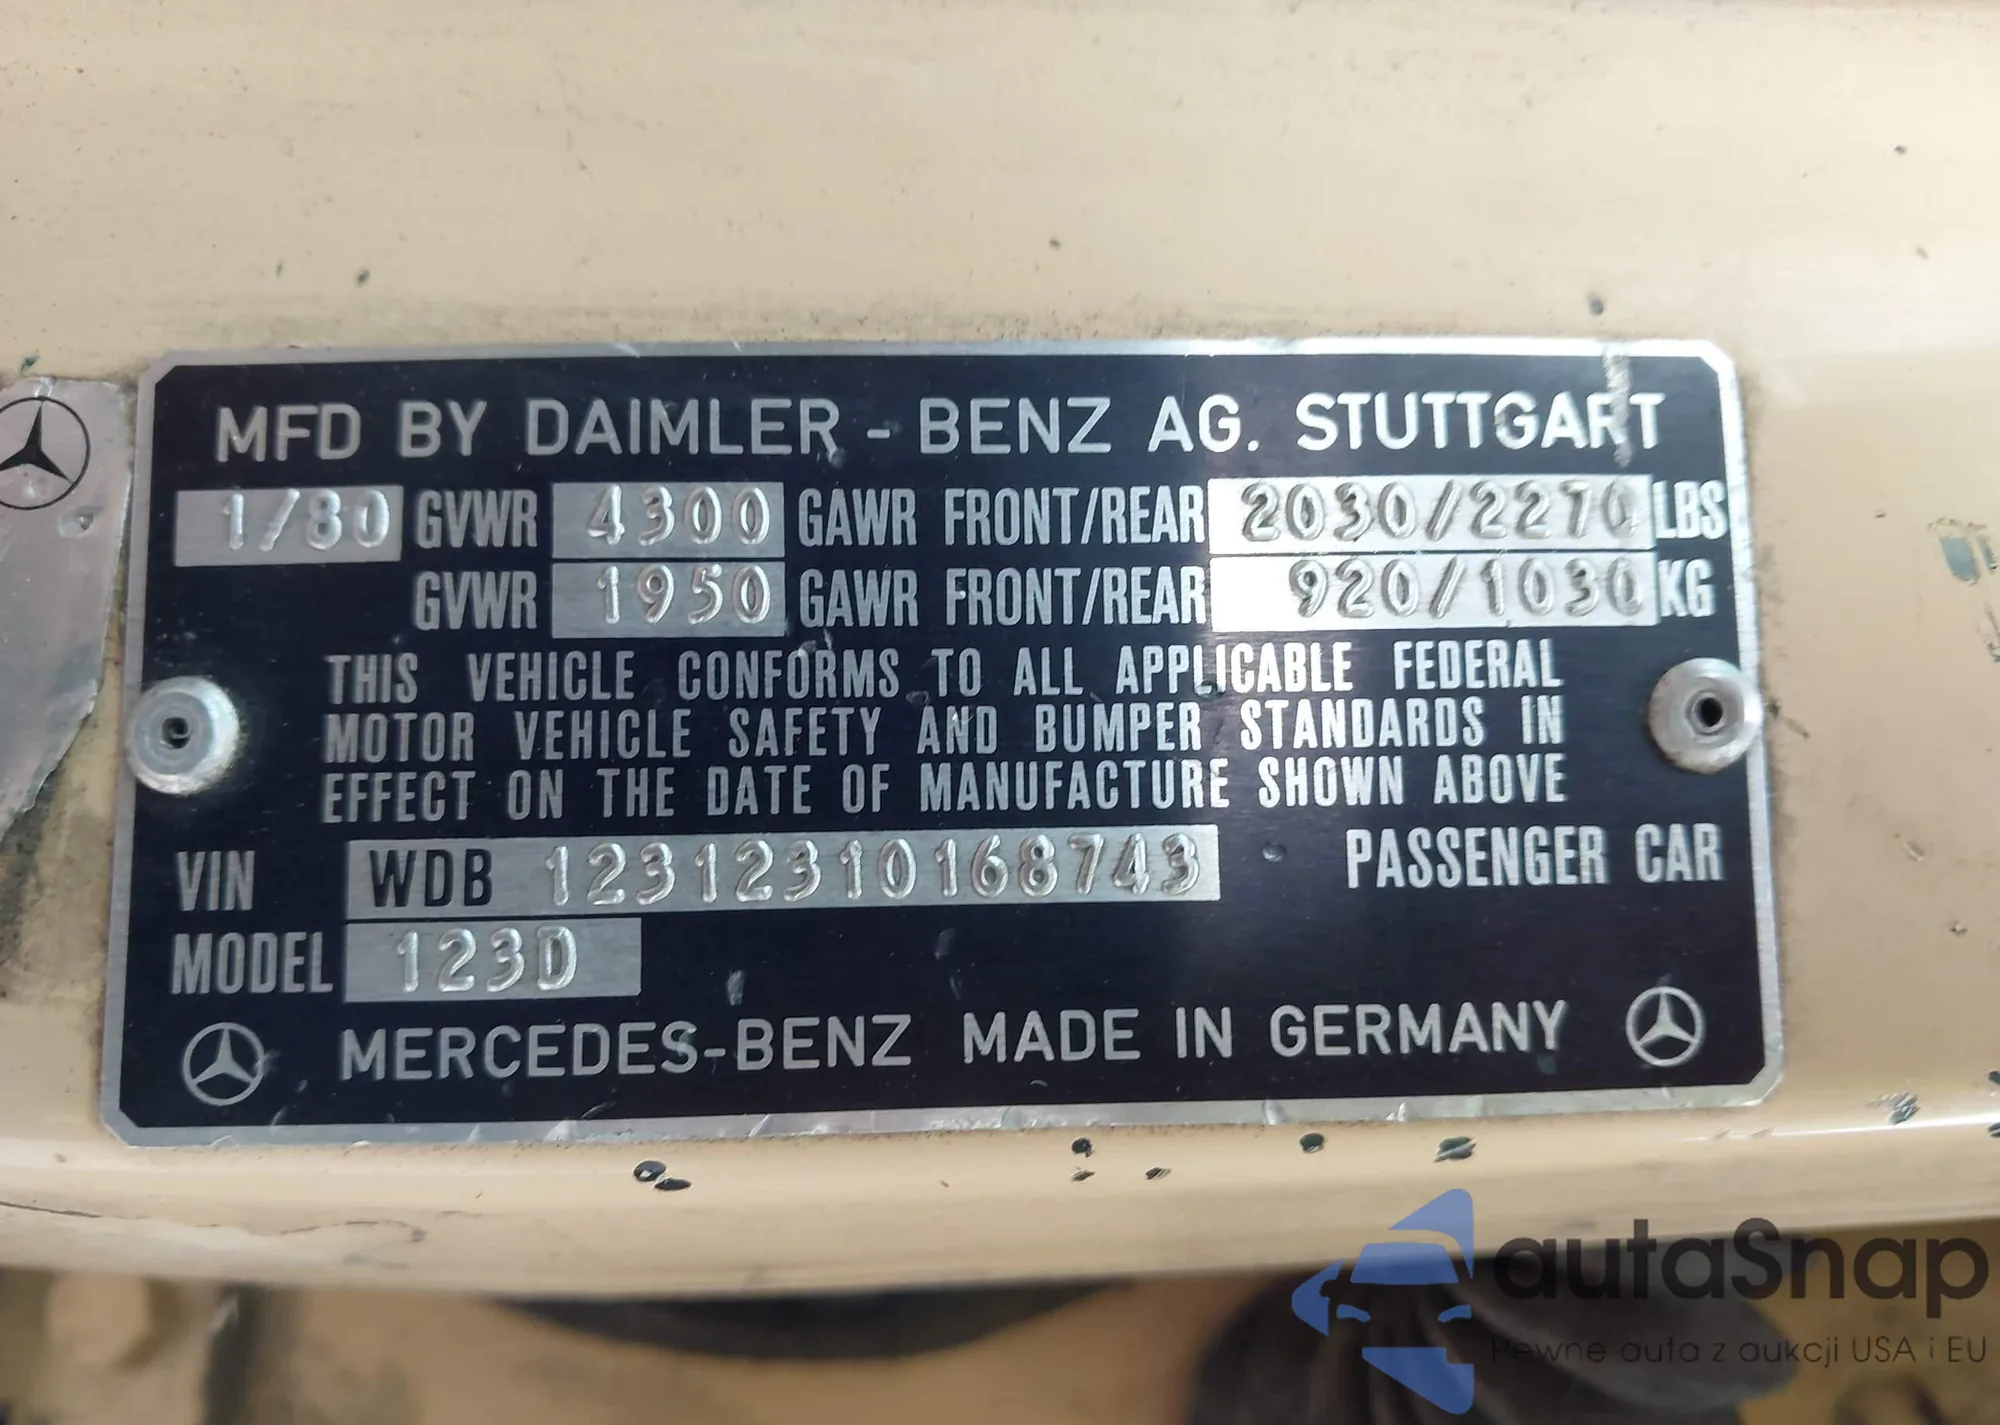 MFD BY DAIMLER - BENZ AG. STUTTGART
1/80 GVWR 4300 GAWR FRONT/REAR 2030/2270 LBS
GVWR 1950 GAWR FRONT/REAR 920/1030 KG
THIS VEHICLE CONFORMS TO ALL APPLICABLE FEDERAL
MOTOR VEHICLE SAFETY AND BUMPER STANDARDS IN
EFFECT ON THE DATE OF MANUFACTURE SHOWN ABOVE
VIN WDB 12312310168743 PASSENGER CAR
MODEL 123D
MERCEDES-BENZ MADE IN GERMANY
autaSnap
Pewne auta z aukcji USA i EU